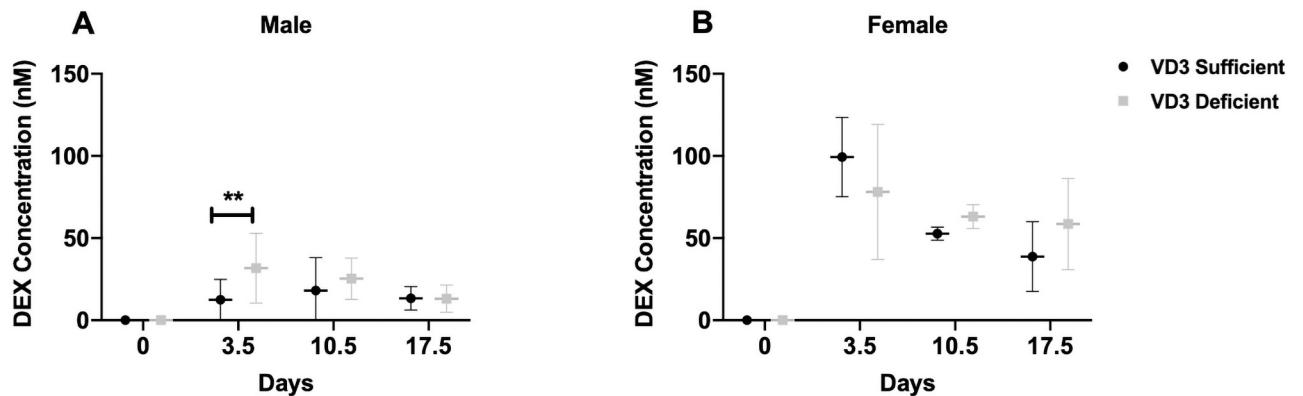 A
Male
DEX Concentration (nM)
150
100
50
0
**
0 3.5 10.5 17.5
Days
B
Female
DEX Concentration (nM)
150
100
50
0
0 3.5 10.5 17.5
Days
VD3 Sufficient
VD3 Deficient